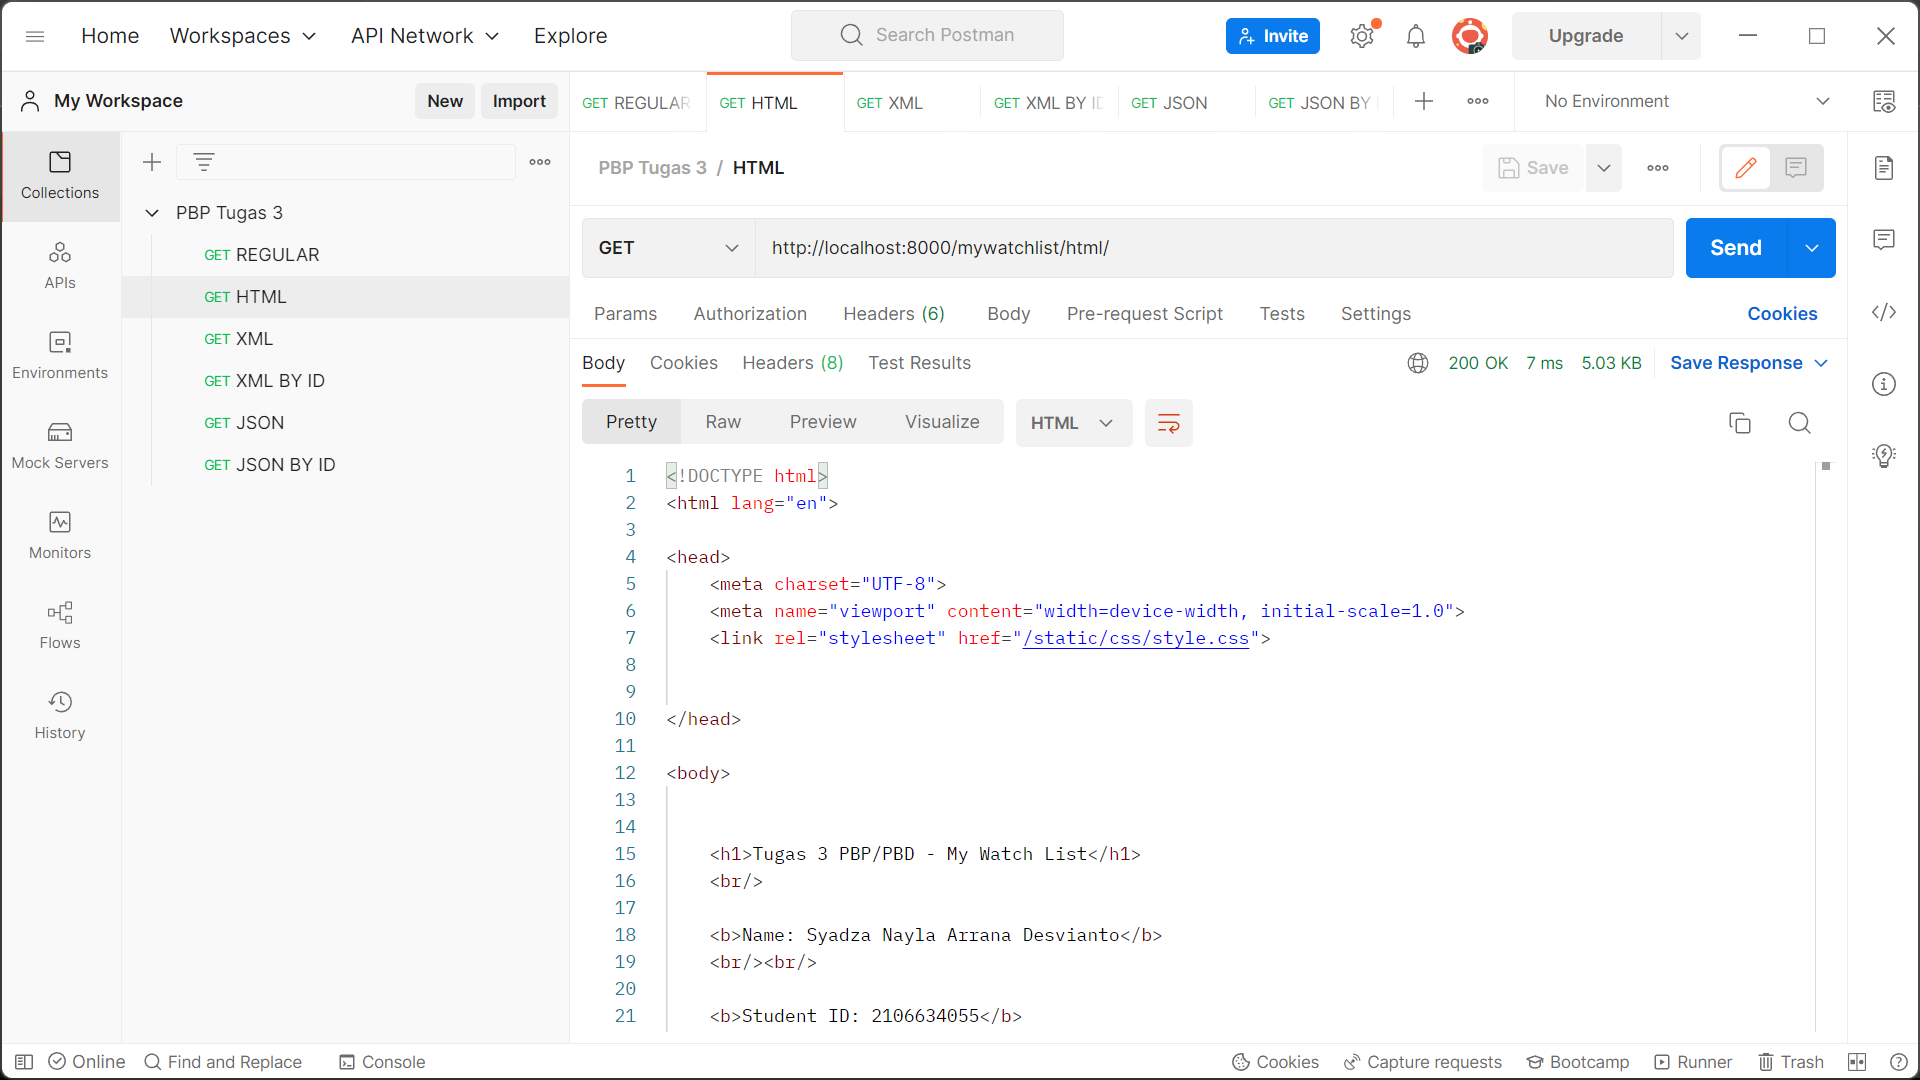 Home Workspaces API Network Explore Search Postman Invite Upgrade
My Workspace New Import GET REGULAR GET HTML GET XML GET XML BY ID GET JSON GET JSON BY No Environment
Collections
APIs
Environments
Mock Servers
Monitors
Flows
History
PBP Tugas 3
GET REGULAR
GET HTML
GET XML
GET XML BY ID
GET JSON
GET JSON BY ID
PBP Tugas 3 / HTML Save
GET http://localhost:8000/mywatchlist/html/ Send
Params Authorization Headers (6) Body Pre-request Script Tests Settings Cookies
Body Cookies Headers (8) Test Results 200 OK 7 ms 5.03 KB Save Response
Pretty Raw Preview Visualize HTML
1 <!DOCTYPE html>
2 <html lang="en">
3
4 <head>
5 <meta charset="UTF-8">
6 <meta name="viewport" content="width=device-width, initial-scale=1.0">
7 <link rel="stylesheet" href="/static/css/style.css">
8
9
10 </head>
11
12 <body>
13
14
15 <h1>Tugas 3 PBP/PBD - My Watch List</h1>
16 <br/>
17
18 <b>Name: Syadza Nayla Arrana Desvianto</b>
19 <br/><br/>
20
21 <b>Student ID: 2106634055</b>
Online Find and Replace Console Cookies Capture requests Bootcamp Runner Trash